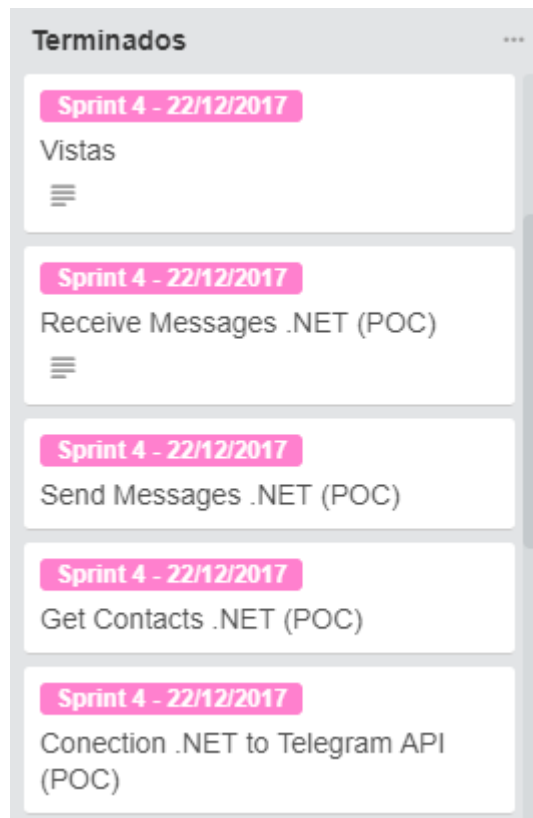 Terminados
Sprint 4 - 22/12/2017
Vistas
Sprint 4 - 22/12/2017
Receive Messages .NET (POC)
Sprint 4 - 22/12/2017
Send Messages .NET (POC)
Sprint 4 - 22/12/2017
Get Contacts .NET (POC)
Sprint 4 - 22/12/2017
Conection .NET to Telegram API
(POC)